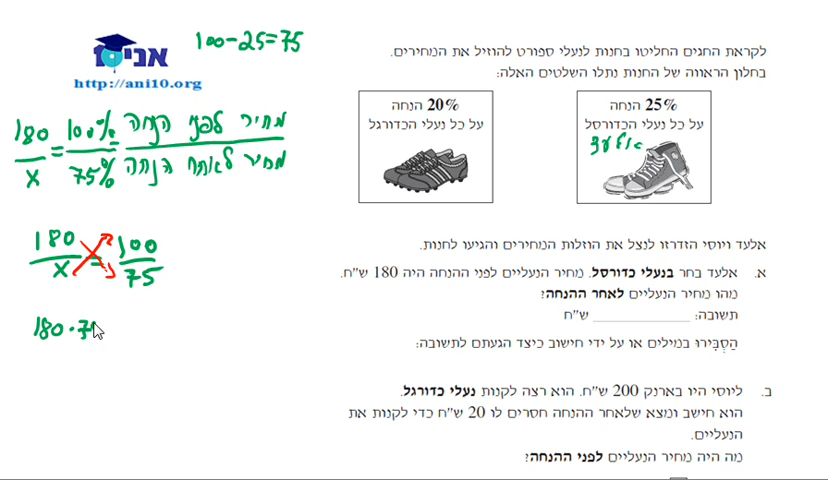 100-25=75
אניסו
http://ani10.org
180/x = 100%/75% = מחיר לפני הנחה/מחיר לאחר הנחה
180/x = 100/75
180·7
לקראת החגים החליטו בחנות לנעלי ספורט להוזיל את המחירים.
בחלון הראווה של החנות נתלו השלטים האלה:
25% הנחה
על כל נעלי הכדורסל
אלעד
20% הנחה
על כל נעלי הכדורגל
אלעד ויוסי הזדרזו לנצל את הוזלות המחירים והגיעו לחנות.
א. אלעד בחר בנעלי כדורסל. מחיר הנעליים לפני ההנחה היה 180 ש"ח.
מהו מחיר הנעליים לאחר ההנחה?
תשובה: ____________ ש"ח
הַסְבִּירוּ במילים או על ידי חישוב כיצד הגעתם לתשובה:
ב. ליוסי היו בארנק 200 ש"ח. הוא רצה לקנות נעלי כדורגל.
הוא חישב ומצא שלאחר ההנחה חסרים לו 20 ש"ח כדי לקנות את
הנעליים.
מה היה מחיר הנעליים לפני ההנחה?